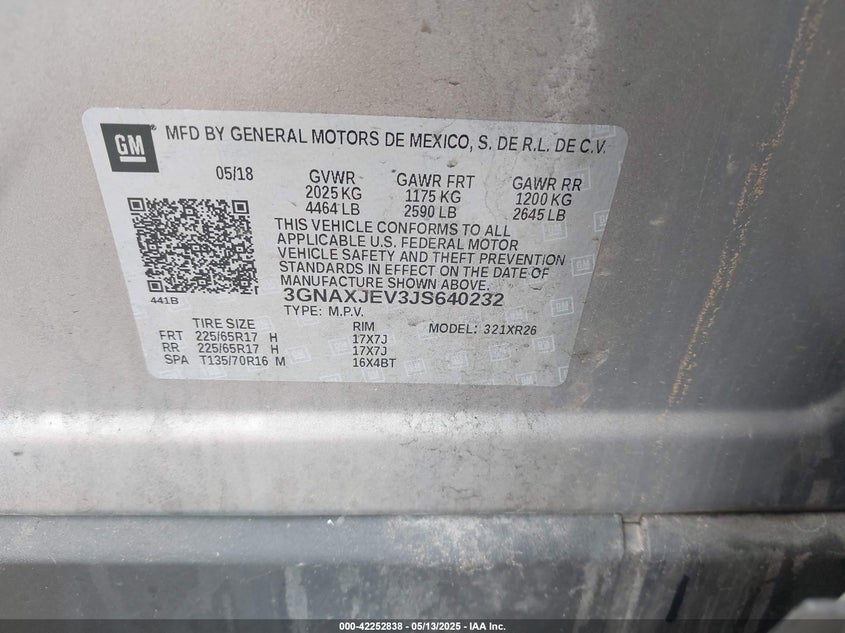 GM
MFD BY GENERAL MOTORS DE MEXICO, S. DE R.L. DE C.V.
05/18 GVWR GAWR FRT GAWR RR
2025 KG 1175 KG 1200 KG
4464 LB 2590 LB 2645 LB
THIS VEHICLE CONFORMS TO ALL
APPLICABLE U.S. FEDERAL MOTOR
VEHICLE SAFETY AND THEFT PREVENTION
STANDARDS IN EFFECT ON THE DATE OF
MANUFACTURE SHOWN ABOVE.
441B
3GNAXJEV3JS640232
TYPE: M.P.V. MODEL: 321XR26
TIRE SIZE RIM
FRT 225/65R17 H 17X7J
RR 225/65R17 H 17X7J
SPA T135/70R16 M 16X4BT
000-42252838 - 05/13/2025 - IAA Inc.